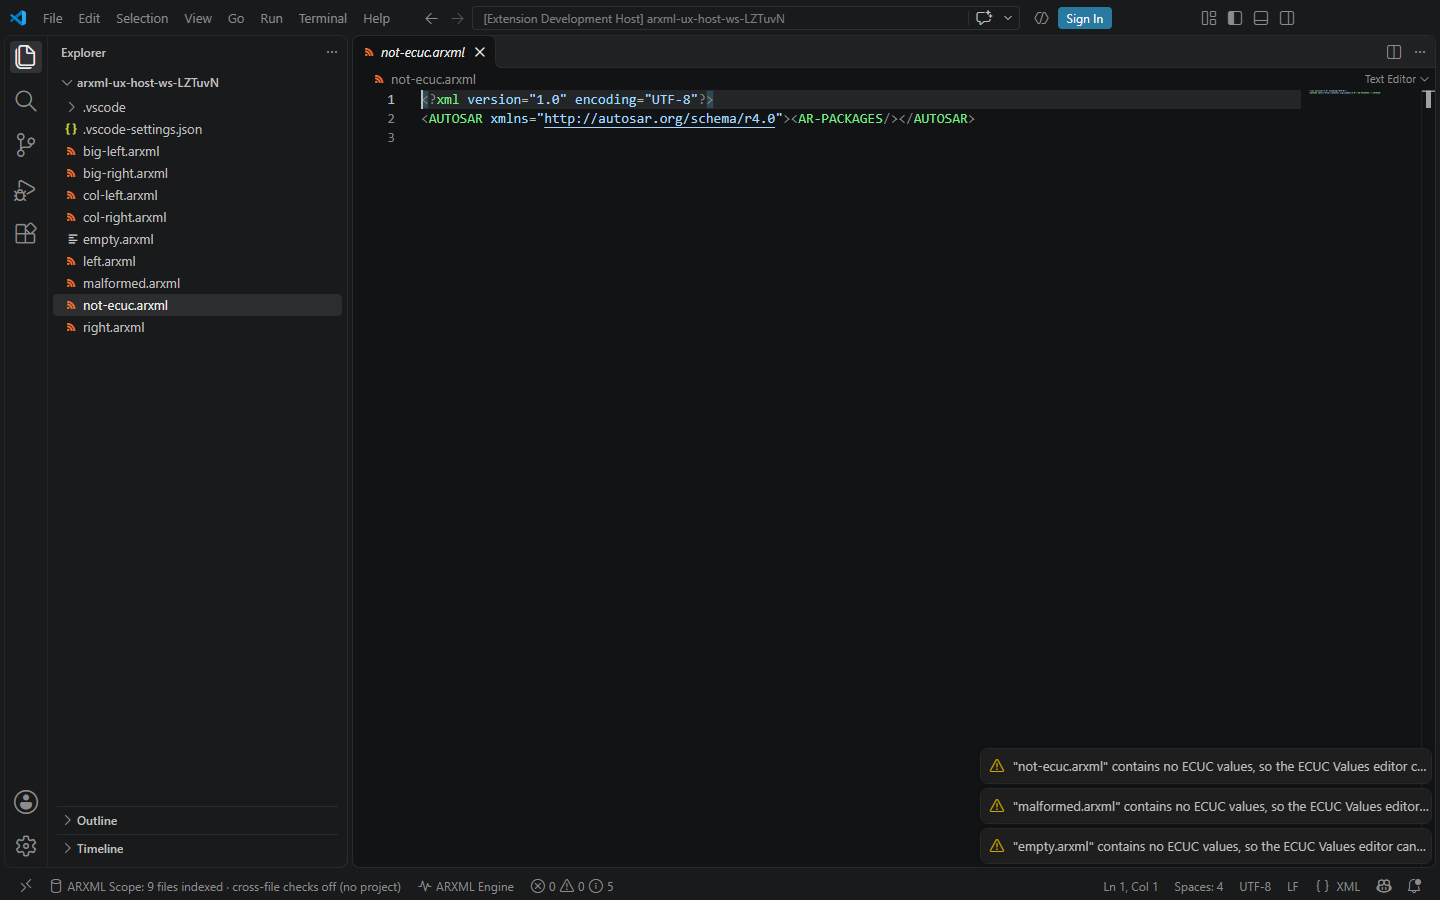 File Edit Selection View Go Run Terminal Help
[Extension Development Host] arxml-ux-host-ws-LZTuvN
Sign In
Explorer
arxml-ux-host-ws-LZTuvN
.vscode
.vscode-settings.json
big-left.arxml
big-right.arxml
col-left.arxml
col-right.arxml
empty.arxml
left.arxml
malformed.arxml
not-ecuc.arxml
right.arxml
Outline
Timeline
not-ecuc.arxml
not-ecuc.arxml
Text Editor
1 <?xml version="1.0" encoding="UTF-8"?>
2 <AUTOSAR xmlns="http://autosar.org/schema/r4.0"><AR-PACKAGES/></AUTOSAR>
3
"not-ecuc.arxml" contains no ECUC values, so the ECUC Values editor c...
"malformed.arxml" contains no ECUC values, so the ECUC Values editor...
"empty.arxml" contains no ECUC values, so the ECUC Values editor can...
ARXML Scope: 9 files indexed · cross-file checks off (no project) ARXML Engine 0 0 5 Ln 1, Col 1 Spaces: 4 UTF-8 LF { } XML